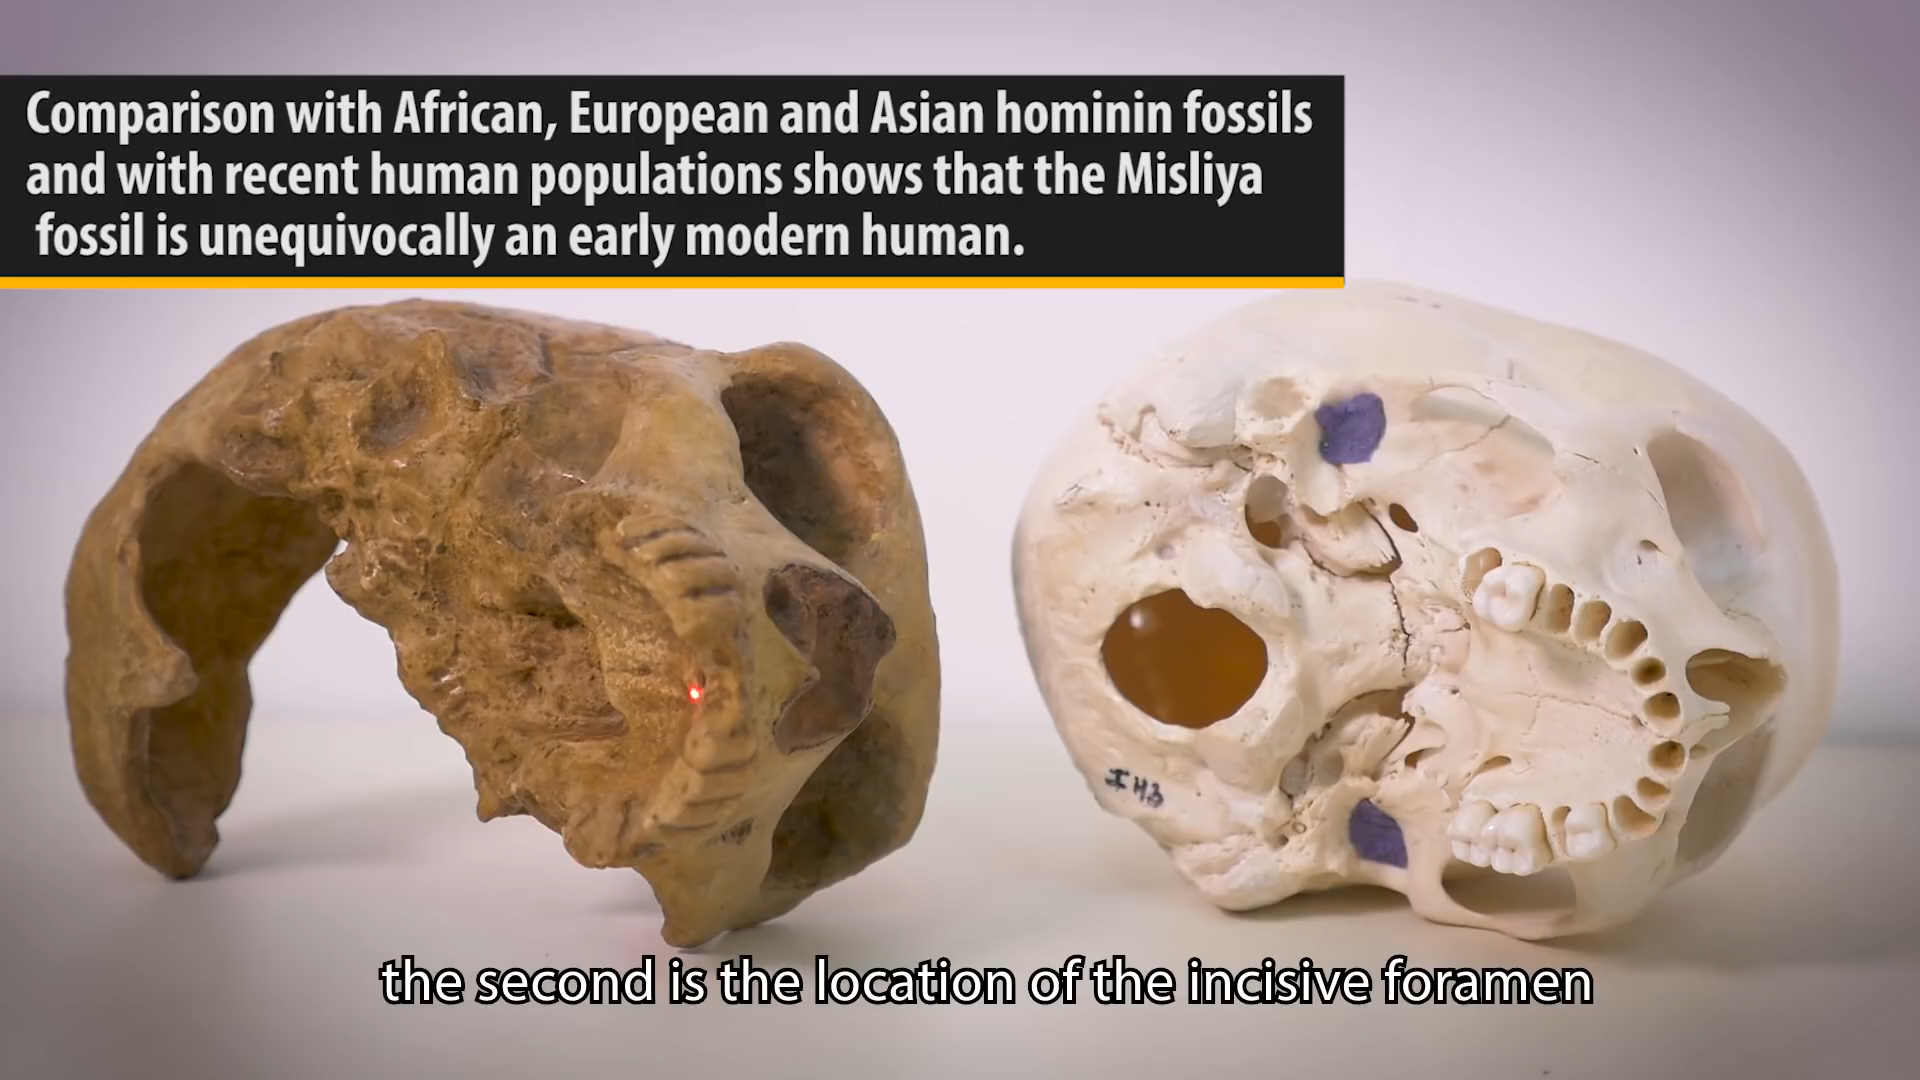 Comparison with African, European and Asian hominin fossils
and with recent human populations shows that the Misliya
fossil is unequivocally an early modern human.
the second is the location of the incisive foramen